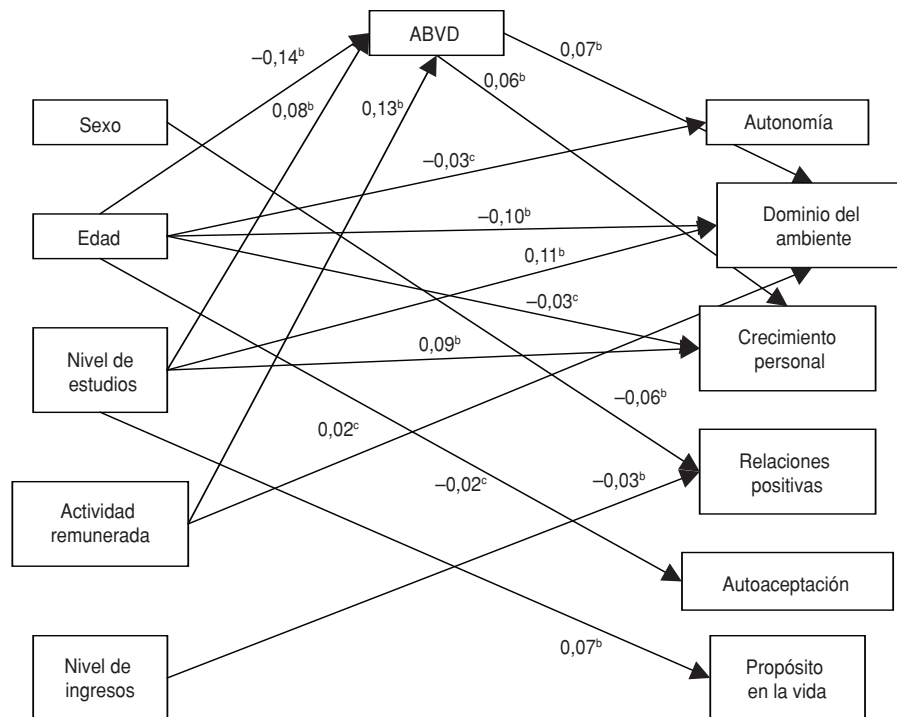 ABVD
–0,14ᵇ
0,07ᵇ
0,08ᵇ
0,13ᵇ
0,06ᵇ
Sexo
Autonomía
–0,03ᶜ
Edad
–0,10ᵇ
Dominio del
ambiente
0,11ᵇ
–0,03ᶜ
Nivel de
estudios
0,09ᵇ
Crecimiento
personal
–0,06ᵇ
0,02ᶜ
–0,02ᶜ
–0,03ᵇ
Relaciones
positivas
Actividad
remunerada
Autoaceptación
Nivel de
ingresos
0,07ᵇ
Propósito
en la vida